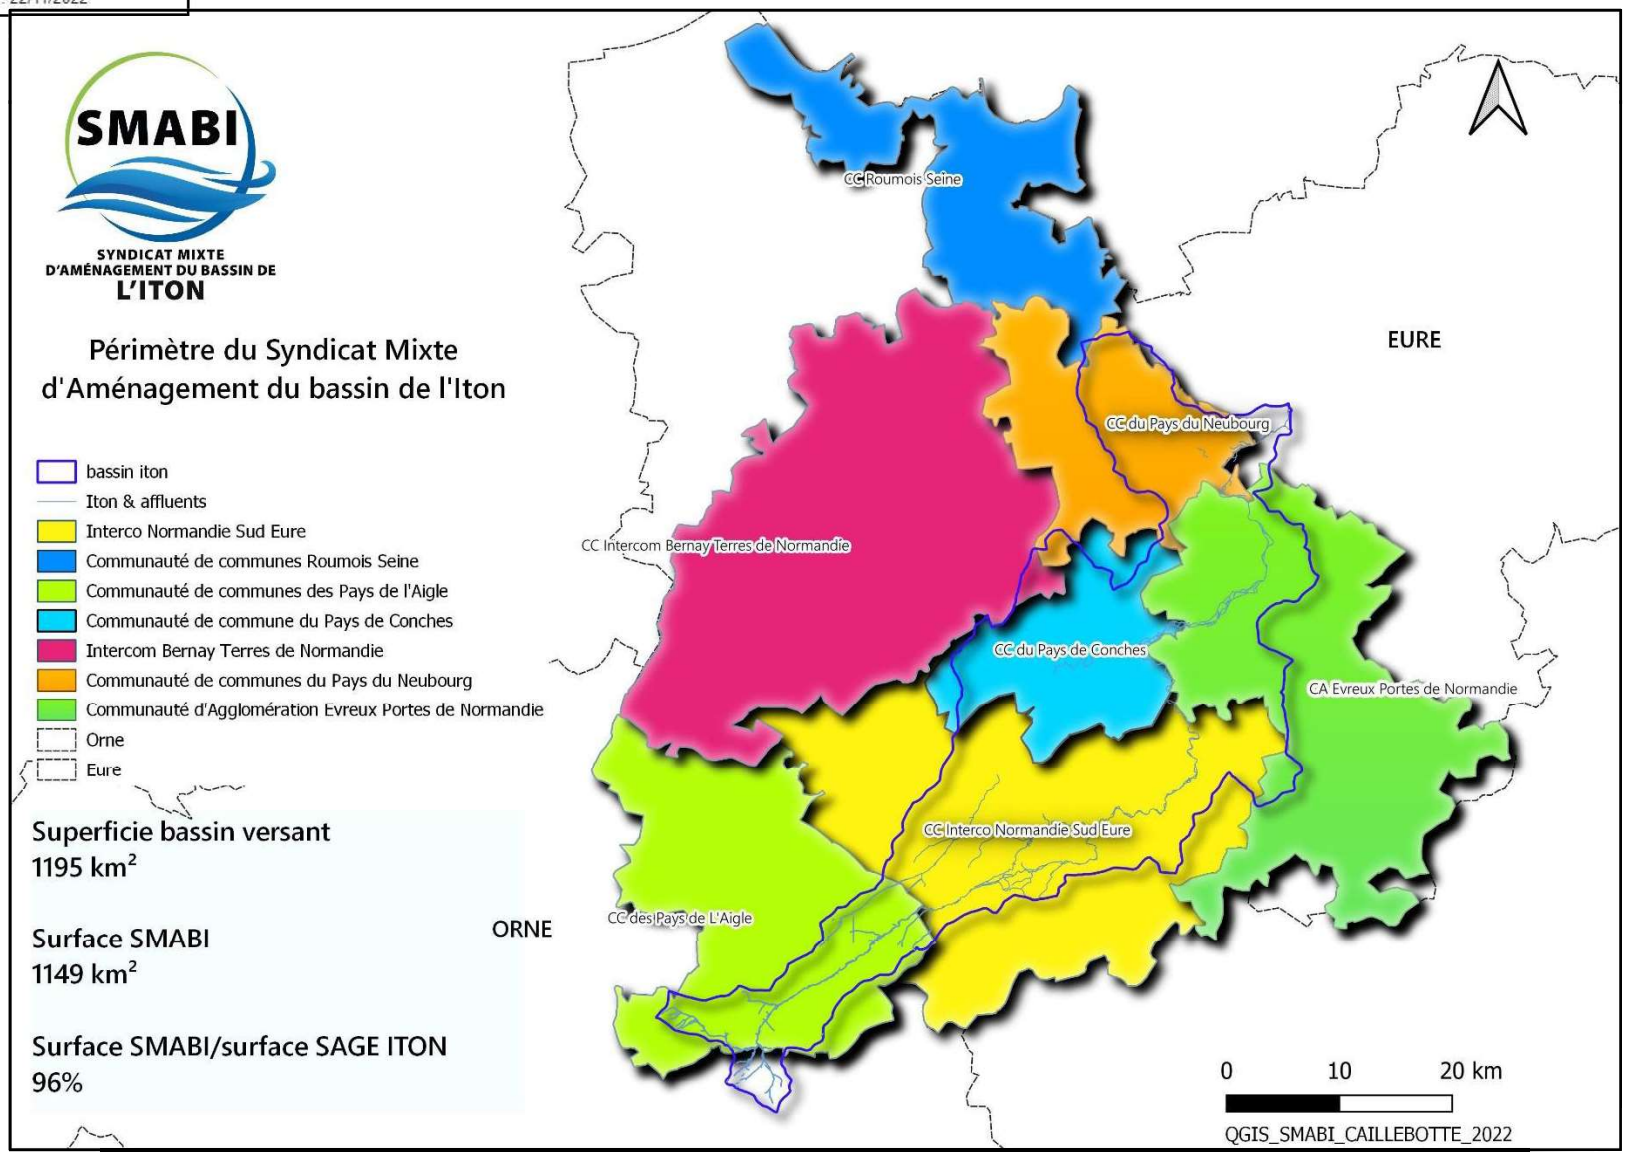 22/11/2022
SMABI
SYNDICAT MIXTE
D'AMÉNAGEMENT DU BASSIN DE
L'ITON
Périmètre du Syndicat Mixte
d'Aménagement du bassin de l'Iton
bassin iton
Iton & affluents
Interco Normandie Sud Eure
Communauté de communes Roumois Seine
Communauté de communes des Pays de l'Aigle
Communauté de commune du Pays de Conches
Intercom Bernay Terres de Normandie
Communauté de communes du Pays du Neubourg
Communauté d'Agglomération Evreux Portes de Normandie
Orne
Eure
Superficie bassin versant
1195 km²
Surface SMABI
1149 km²
Surface SMABI/surface SAGE ITON
96%
CC Roumois Seine
EURE
CC du Pays du Neubourg
CC Intercom Bernay Terres de Normandie
CC du Pays de Conches
CA Evreux Portes de Normandie
CC Interco Normandie Sud Eure
CC des Pays de L'Aigle
ORNE
0 10 20 km
QGIS_SMABI_CAILLEBOTTE_2022